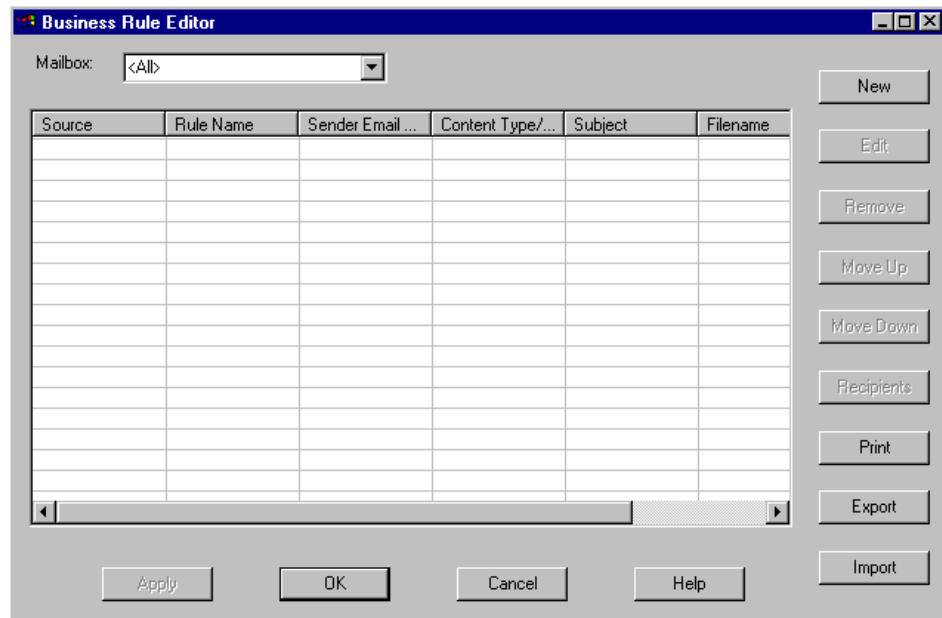 Business Rule Editor
Mailbox: <All>
New
Source Rule Name Sender Email ... Content Type/... Subject Filename
Edit
Remove
Move Up
Move Down
Recipients
Print
Export
Import
Apply OK Cancel Help